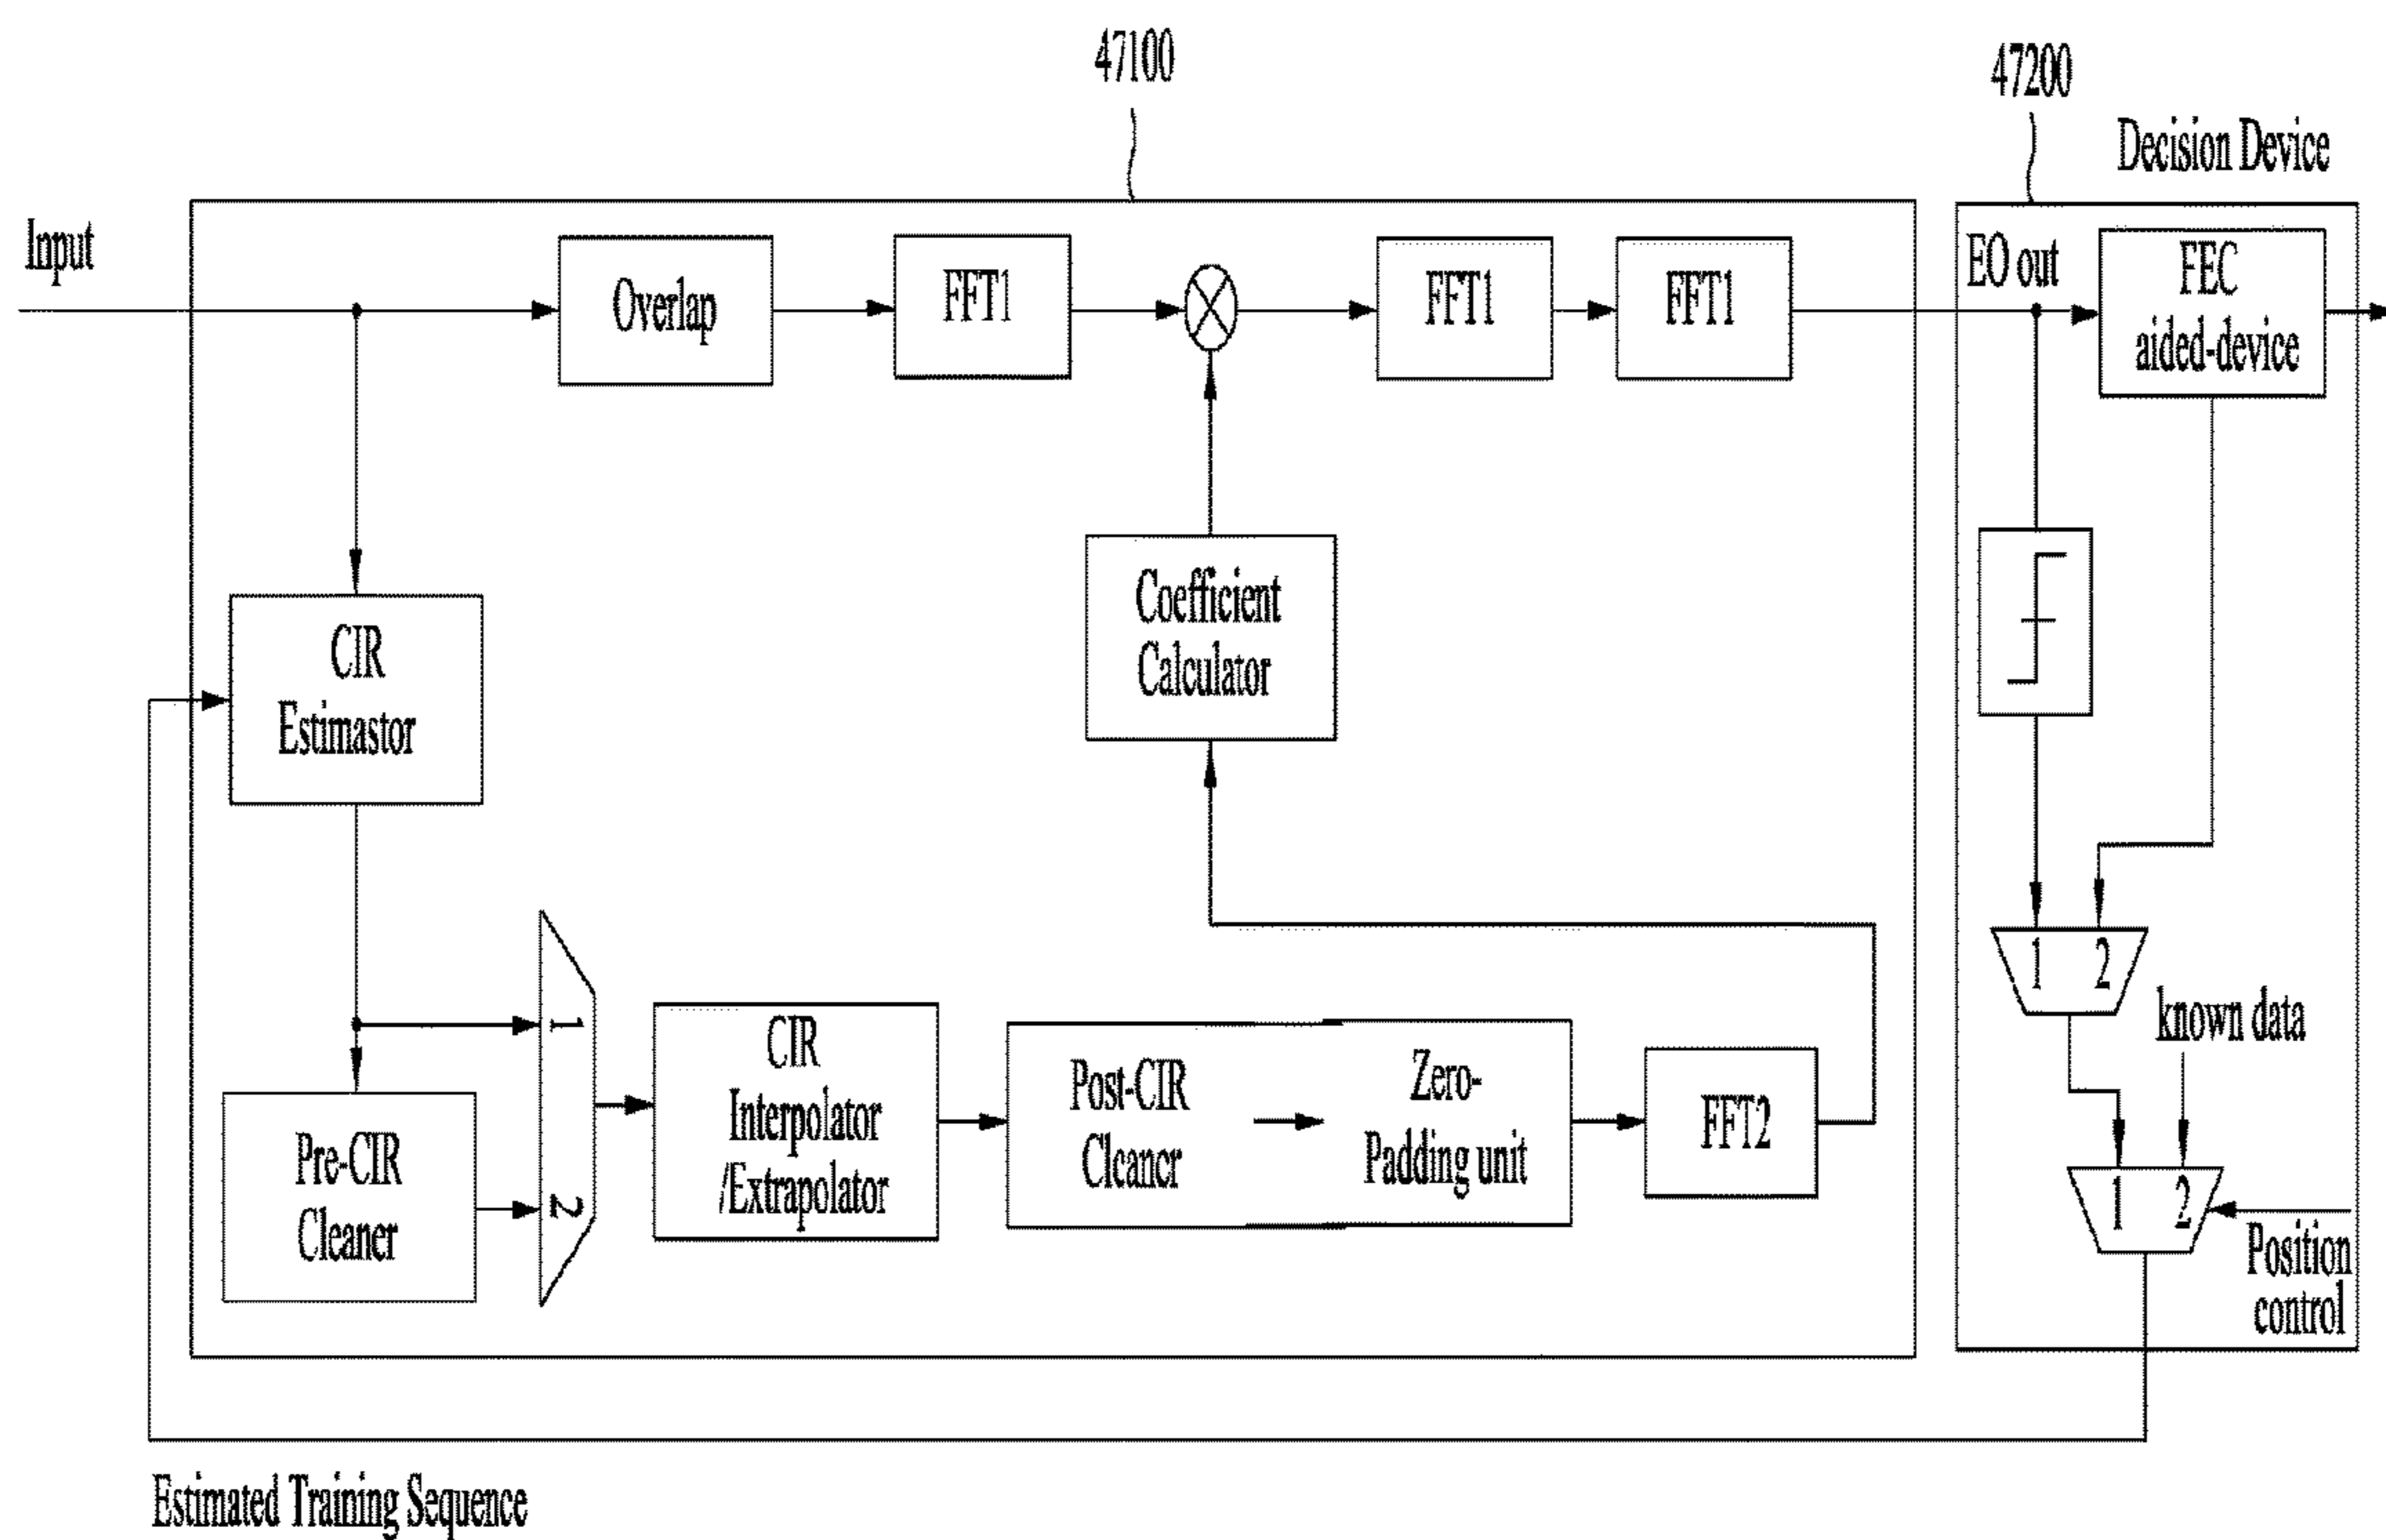 47100
47200
Decision Device
Input
Overlap
FFT1
FFT1
FFT1
EO out
FEC
aided-device
CIR
Estimastor
Coefficient
Calculator
1
2
known data
1
2
Position
control
1
2
CIR
Interpolator
/Extrapolator
Post-CIR
Cleaner
Zero-
Padding unit
FFT2
Pre-CIR
Cleaner
Estimated Training Sequence